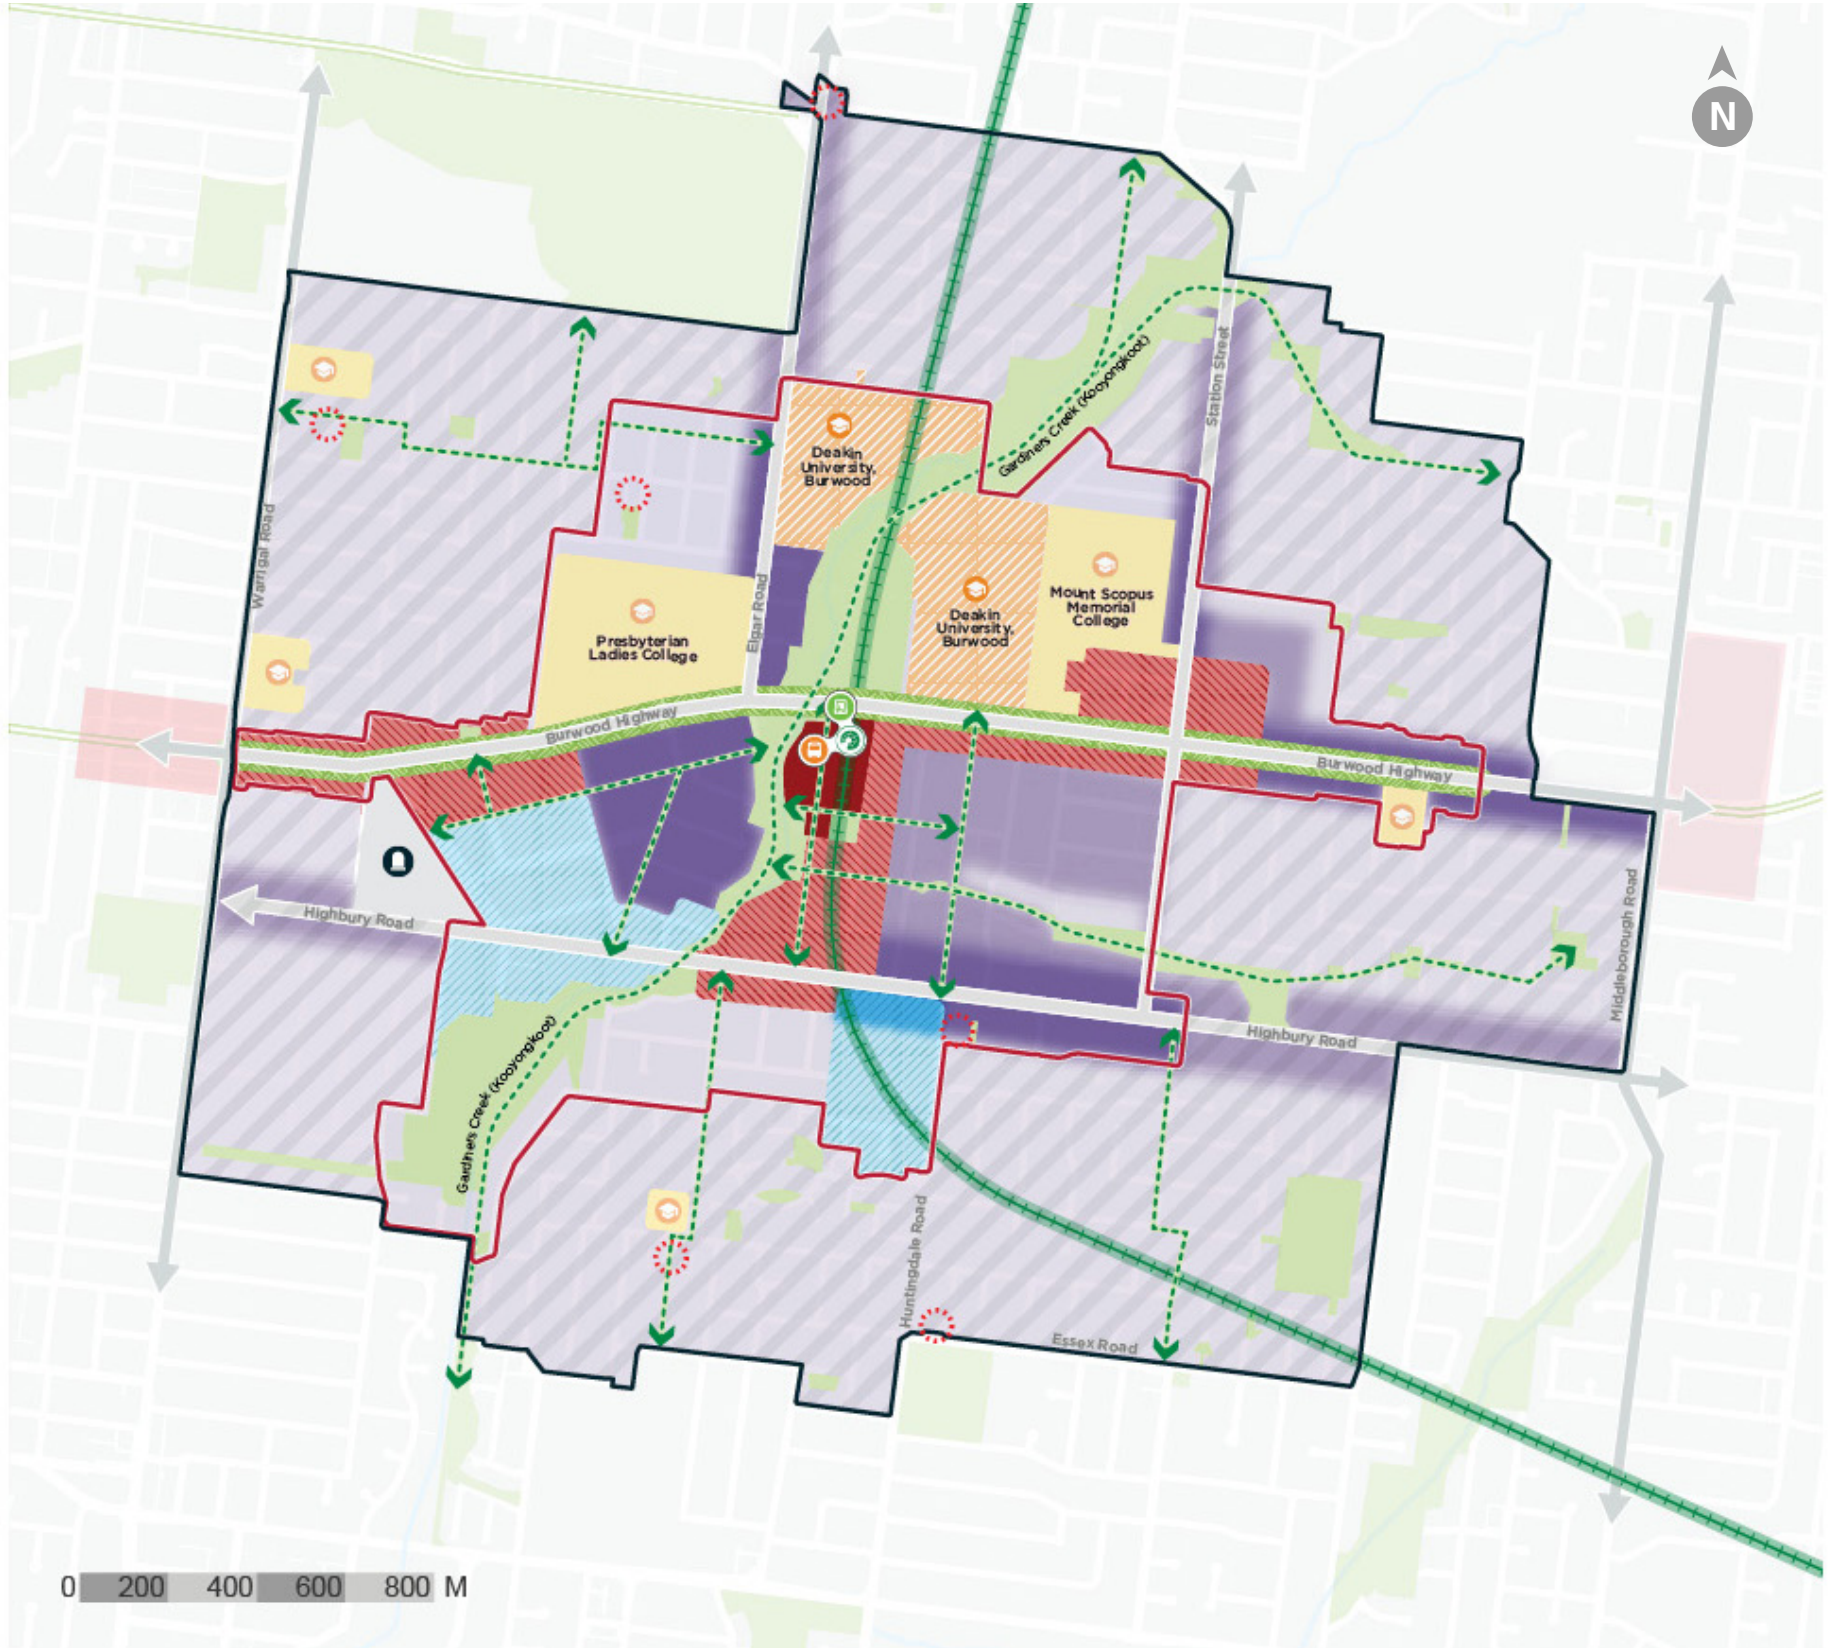 N
Station Street
Gardiners Creek (Kooyongkoot)
Deakin
University,
Burwood
Warrigal Road
Elgar Road
Mount Scopus
Memorial
College
Deakin
University,
Burwood
Presbyterian
Ladies College
Burwood Highway
Burwood Highway
Highbury Road
Middleborough Road
Highbury Road
Gardiners Creek (Kooyongkoot)
Huntingdale Road
Essex Road
0 200 400 600 800 M